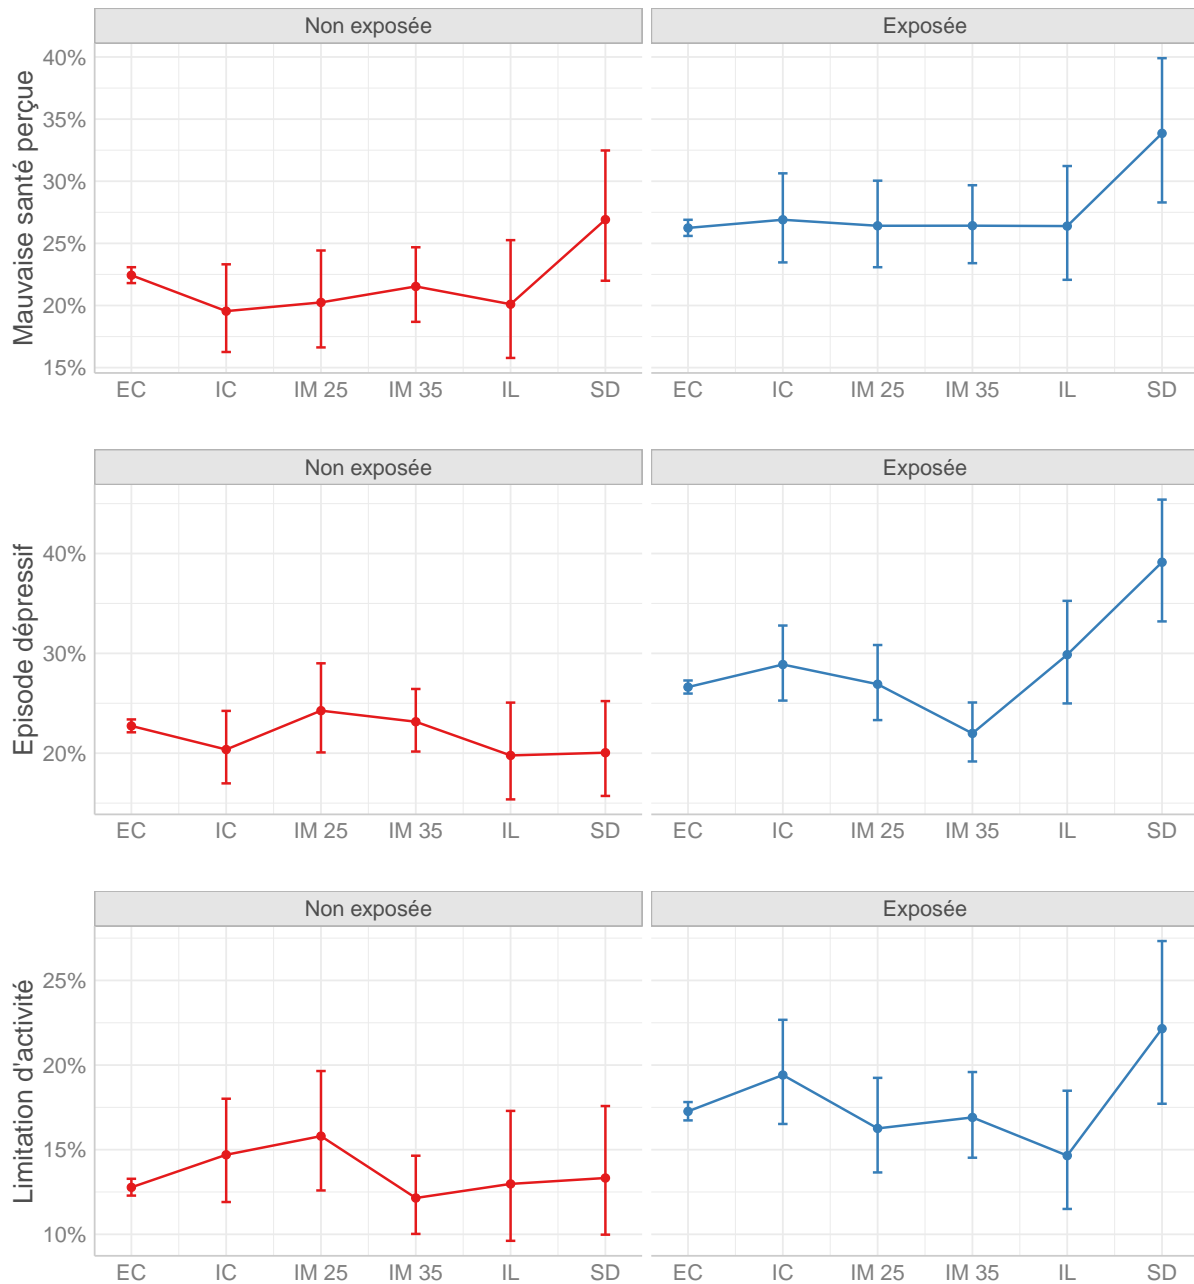 Non exposée Exposée
Mauvaise santé perçue
40%
35%
30%
25%
20%
15%
EC IC IM 25 IM 35 IL SD EC IC IM 25 IM 35 IL SD
Non exposée Exposée
Episode dépressif
40%
30%
20%
EC IC IM 25 IM 35 IL SD EC IC IM 25 IM 35 IL SD
Non exposée Exposée
Limitation d'activité
25%
20%
15%
10%
EC IC IM 25 IM 35 IL SD EC IC IM 25 IM 35 IL SD